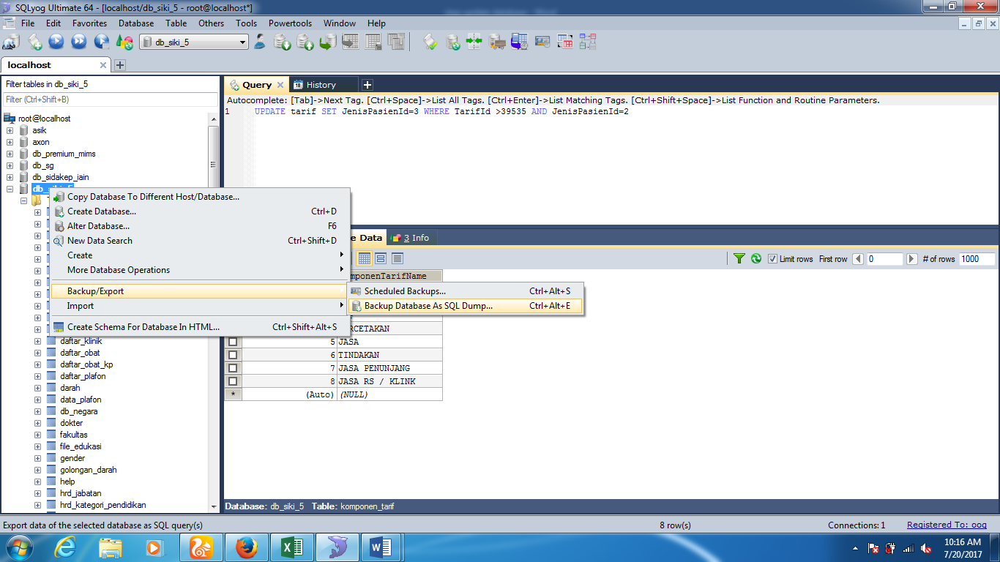 SQLyog Ultimate 64 - [localhost/db_siki_5 - root@localhost*]
File Edit Favorites Database Table Others Tools Powertools Window Help
db_siki_5
localhost
Filter tables in db_siki_5
Filter (Ctrl+Shift+B)
root@localhost
asik
axon
db_premium_mims
db_sg
db_sidakep_iain
db_siki_5
Query
History
Autocomplete: [Tab]->Next Tag. [Ctrl+Space]->List All Tags. [Ctrl+Enter]->List Matching Tags. [Ctrl+Shift+Space]->List Function and Routine Parameters.
1 UPDATE tarif SET JenisPasienId=3 WHERE TarifId >39535 AND JenisPasienId=2
Copy Database To Different Host/Database...
Create Database... Ctrl+D
Alter Database... F6
New Data Search Ctrl+Shift+D
Create
More Database Operations
Backup/Export
Import
Create Schema For Database In HTML... Ctrl+Shift+Alt+S
Scheduled Backups... Ctrl+Alt+S
Backup Database As SQL Dump... Ctrl+Alt+E
Data
3 Info
Limit rows First row 0 # of rows 1000
mponenTarifName
RCETAKAN
5 JASA
6 TINDAKAN
7 JASA PENUNJANG
8 JASA RS / KLINK
* (Auto) (NULL)
daftar_klinik
daftar_obat
daftar_obat_kp
daftar_plafon
darah
data_plafon
db_negara
dokter
fakultas
file_edukasi
gender
golongan_darah
help
hrd_jabatan
hrd_kategori_pendidikan
Database: db_siki_5 Table: komponen_tarif
Export data of the selected database as SQL query(s)
8 row(s)
Connections: 1
Registered To: oog
10:16 AM
7/20/2017